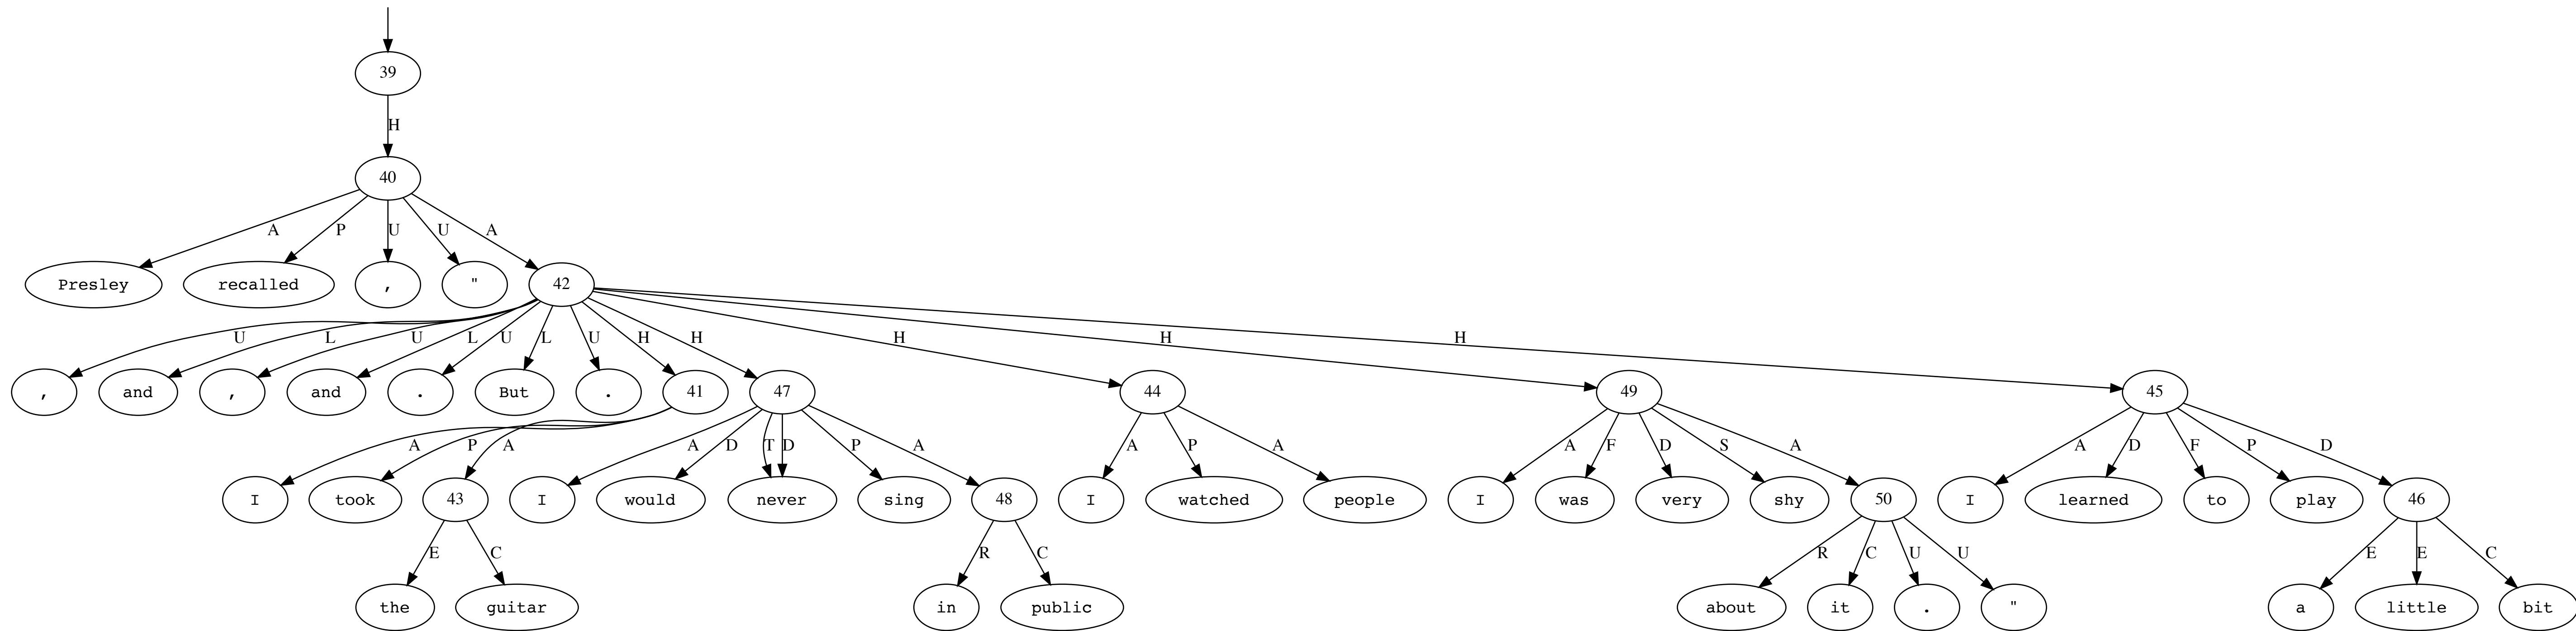 39
H
40
A P U U A
Presley recalled , " 42
U L U L U L U H H H H H
, and , and . But . 41 47 44 49 45
A P A A D T D P A A P A A F D S A A D F P D
I took 43 I would never sing 48 I watched people I was very shy 50 I learned to play 46
E C R C R C U U E E C
the guitar in public about it . " a little bit